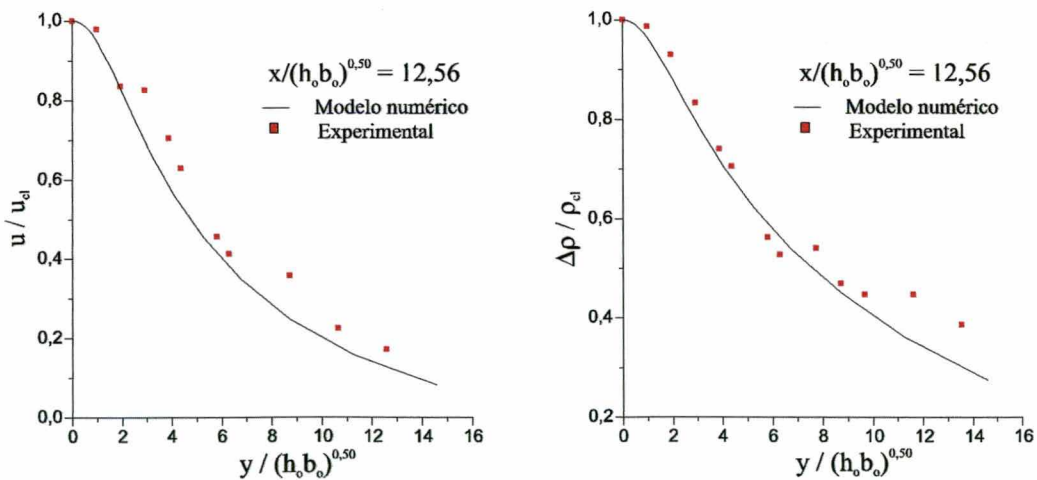 1,0
0,8
0,6
0,4
0,2
0,0
u / u_cl
x/(h_o b_o)^0,50 = 12,56
Modelo numérico
Experimental
0 2 4 6 8 10 12 14 16
y / (h_o b_o)^0,50
1,0
0,8
0,6
0,4
0,2
Δρ / ρ_cl
x/(h_o b_o)^0,50 = 12,56
Modelo numérico
Experimental
0 2 4 6 8 10 12 14 16
y / (h_o b_o)^0,50